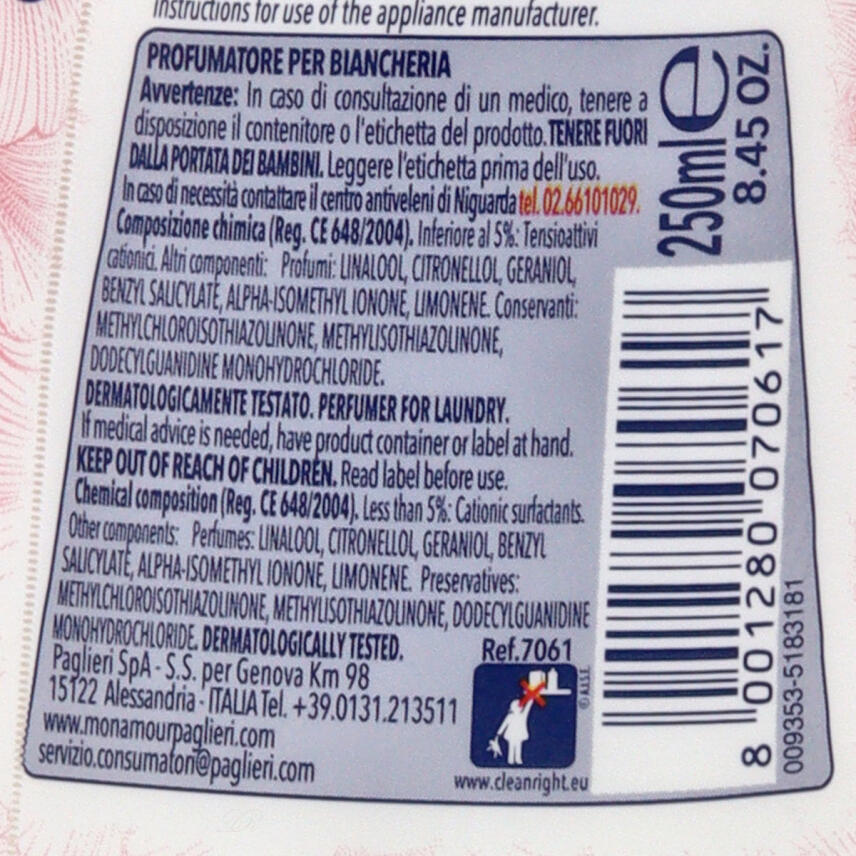 instructions for use of the appliance manufacturer.
PROFUMATORE PER BIANCHERIA
Avvertenze: In caso di consultazione di un medico, tenere a
disposizione il contenitore o l'etichetta del prodotto. TENERE FUORI
DALLA PORTATA DEI BAMBINI. Leggere l'etichetta prima dell'uso.
In caso di necessità contattare il centro antiveleni di Niguarda tel. 02.66101029.
Composizione chimica (Reg. CE 648/2004). Inferiore al 5%: Tensioattivi
cationici. Altri componenti: Profumi: LINALOOL, CITRONELLOL, GERANIOL,
BENZYL SALICYLATE, ALPHA-ISOMETHYL IONONE, LIMONENE. Conservanti:
METHYLCHLOROISOTHIAZOLINONE, METHYLISOTHIAZOLINONE,
DODECYLGUANIDINE MONOHYDROCHLORIDE.
DERMATOLOGICAMENTE TESTATO. PERFUMER FOR LAUNDRY.
If medical advice is needed, have product container or label at hand.
KEEP OUT OF REACH OF CHILDREN. Read label before use.
Chemical composition (Reg. CE 648/2004). Less than 5%: Cationic surfactants.
Other components: Perfumes: LINALOOL, CITRONELLOL, GERANIOL, BENZYL
SALICYLATE, ALPHA-ISOMETHYL IONONE, LIMONENE. Preservatives:
METHYLCHLOROISOTHIAZOLINONE, METHYLISOTHIAZOLINONE, DODECYLGUANIDINE
MONOHYDROCHLORIDE. DERMATOLOGICALLY TESTED.
Paglieri SpA - S.S. per Genova Km 98
15122 Alessandria - ITALIA Tel. +39.0131.213511
www.monamourpaglieri.com
servizio.consumatori@paglieri.com
Ref.7061
© A.I.S.E.
www.cleanright.eu
250ml e
8.45 OZ.
8 001280 070617
009353-5183181